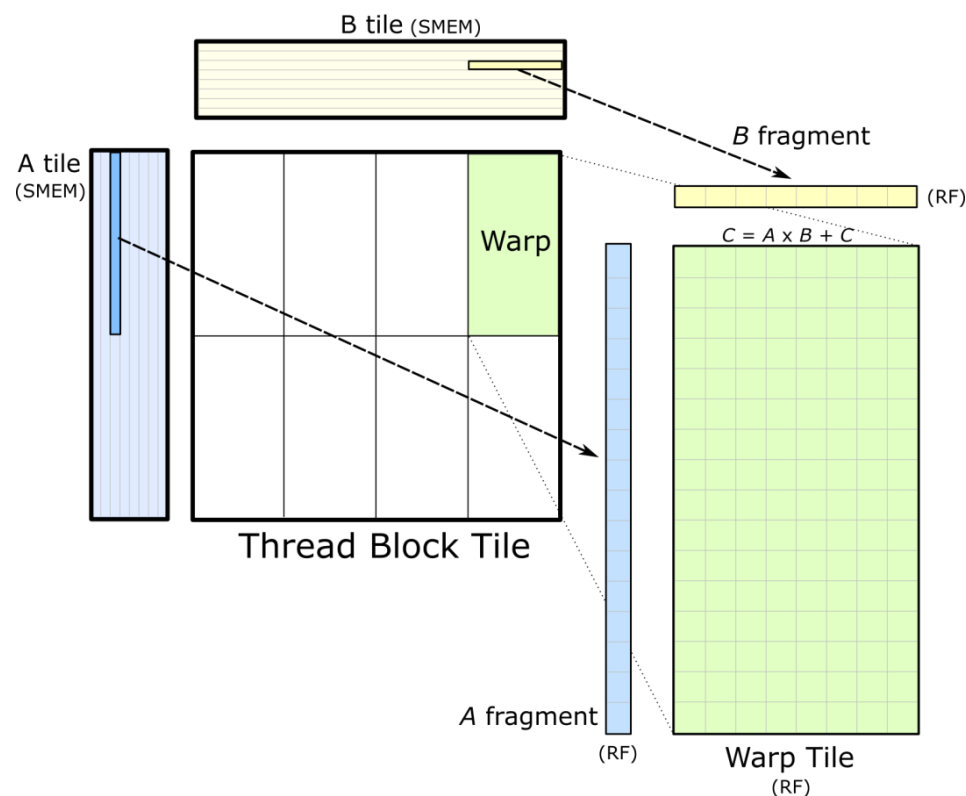 B tile (SMEM)
A tile
(SMEM)
B fragment
(RF)
Warp
C = A x B + C
Thread Block Tile
A fragment
(RF)
Warp Tile
(RF)